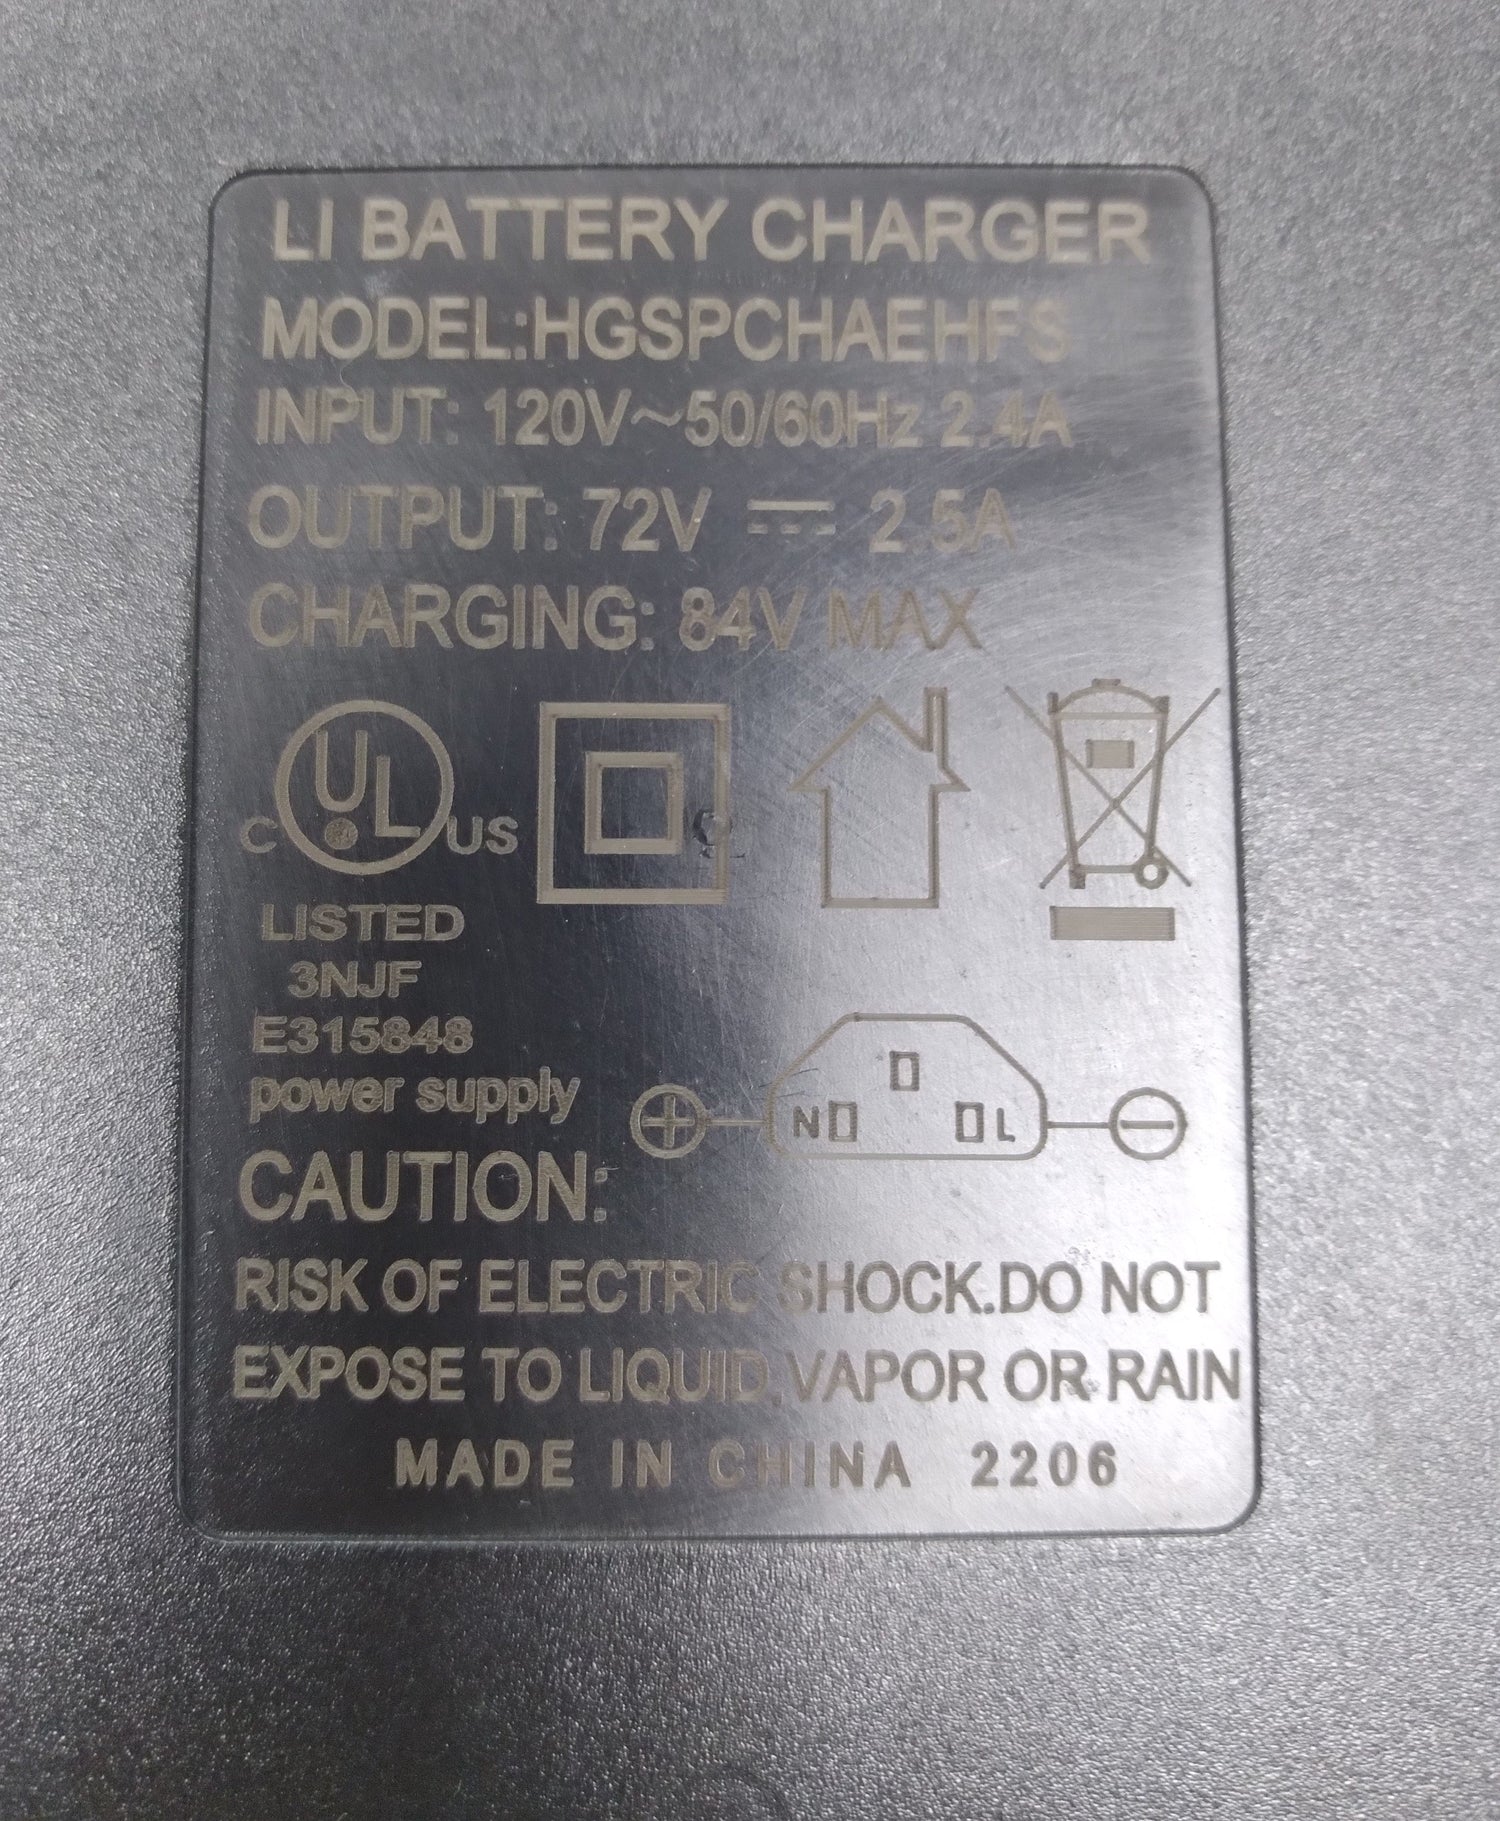 LI BATTERY CHARGER
MODEL:HGSPCHAEHFS
INPUT: 120V~50/60Hz 2.4A
OUTPUT: 72V ⎓ 2.5A
CHARGING: 84V MAX
C UL US
LISTED
3NJF
E315848
power supply
N L
CAUTION:
RISK OF ELECTRIC SHOCK.DO NOT
EXPOSE TO LIQUID,VAPOR OR RAIN
MADE IN CHINA 2206